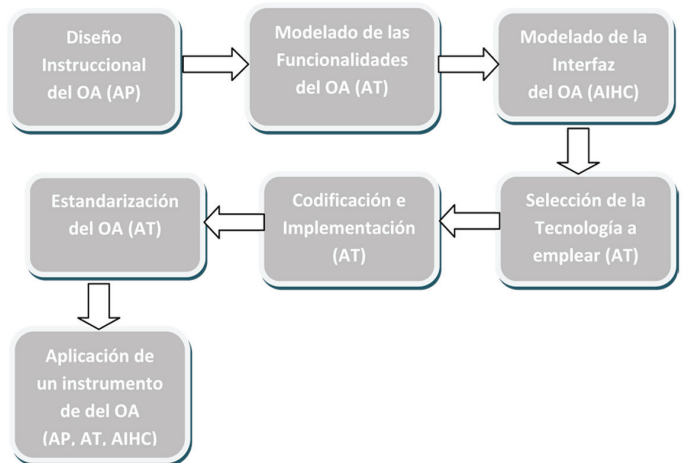 Diseño
Instruccional
del OA (AP)
Modelado de las
Funcionalidades
del OA (AT)
Modelado de la
Interfaz
del OA (AIHC)
Selección de la
Tecnología a
emplear (AT)
Codificación e
Implementación
(AT)
Estandarización
del OA (AT)
Aplicación de
un instrumento
de del OA
(AP, AT, AIHC)